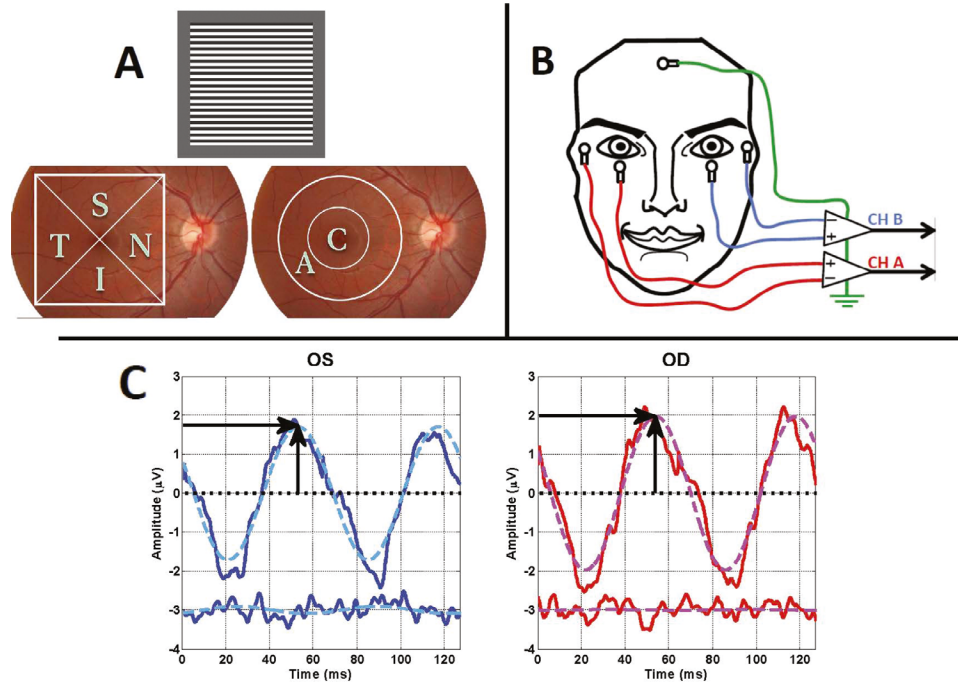 A
S
T
N
I
A
C
B
CH B
CH A
−
+
+
−
C
OS
OD
Amplitude (µV)
3
2
1
0
-1
-2
-3
-4
0 20 40 60 80 100 120
Time (ms)
Amplitude (µV)
3
2
1
0
-1
-2
-3
-4
0 20 40 60 80 100 120
Time (ms)